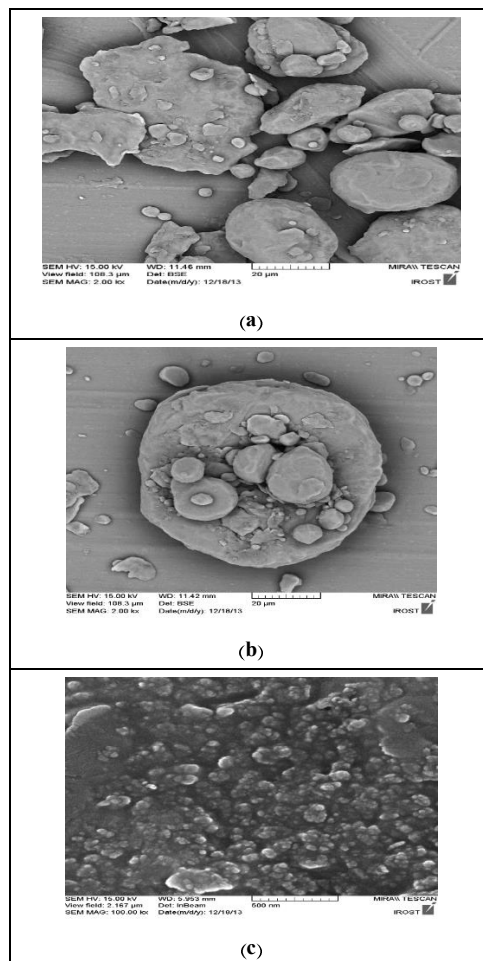 SEM HV: 15.00 kV WD: 11.46 mm MIRA\\ TESCAN
View field: 108.3 µm Det: BSE 20 µm
SEM MAG: 2.00 kx Date(m/d/y): 12/18/13 IROST
(a)
SEM HV: 15.00 kV WD: 11.42 mm MIRA\\ TESCAN
View field: 108.3 µm Det: BSE 20 µm
SEM MAG: 2.00 kx Date(m/d/y): 12/18/13 IROST
(b)
SEM HV: 15.00 kV WD: 5.953 mm MIRA\\ TESCAN
View field: 2.167 µm Det: InBeam 500 nm
SEM MAG: 100.00 kx Date(m/d/y): 12/18/13 IROST
(c)